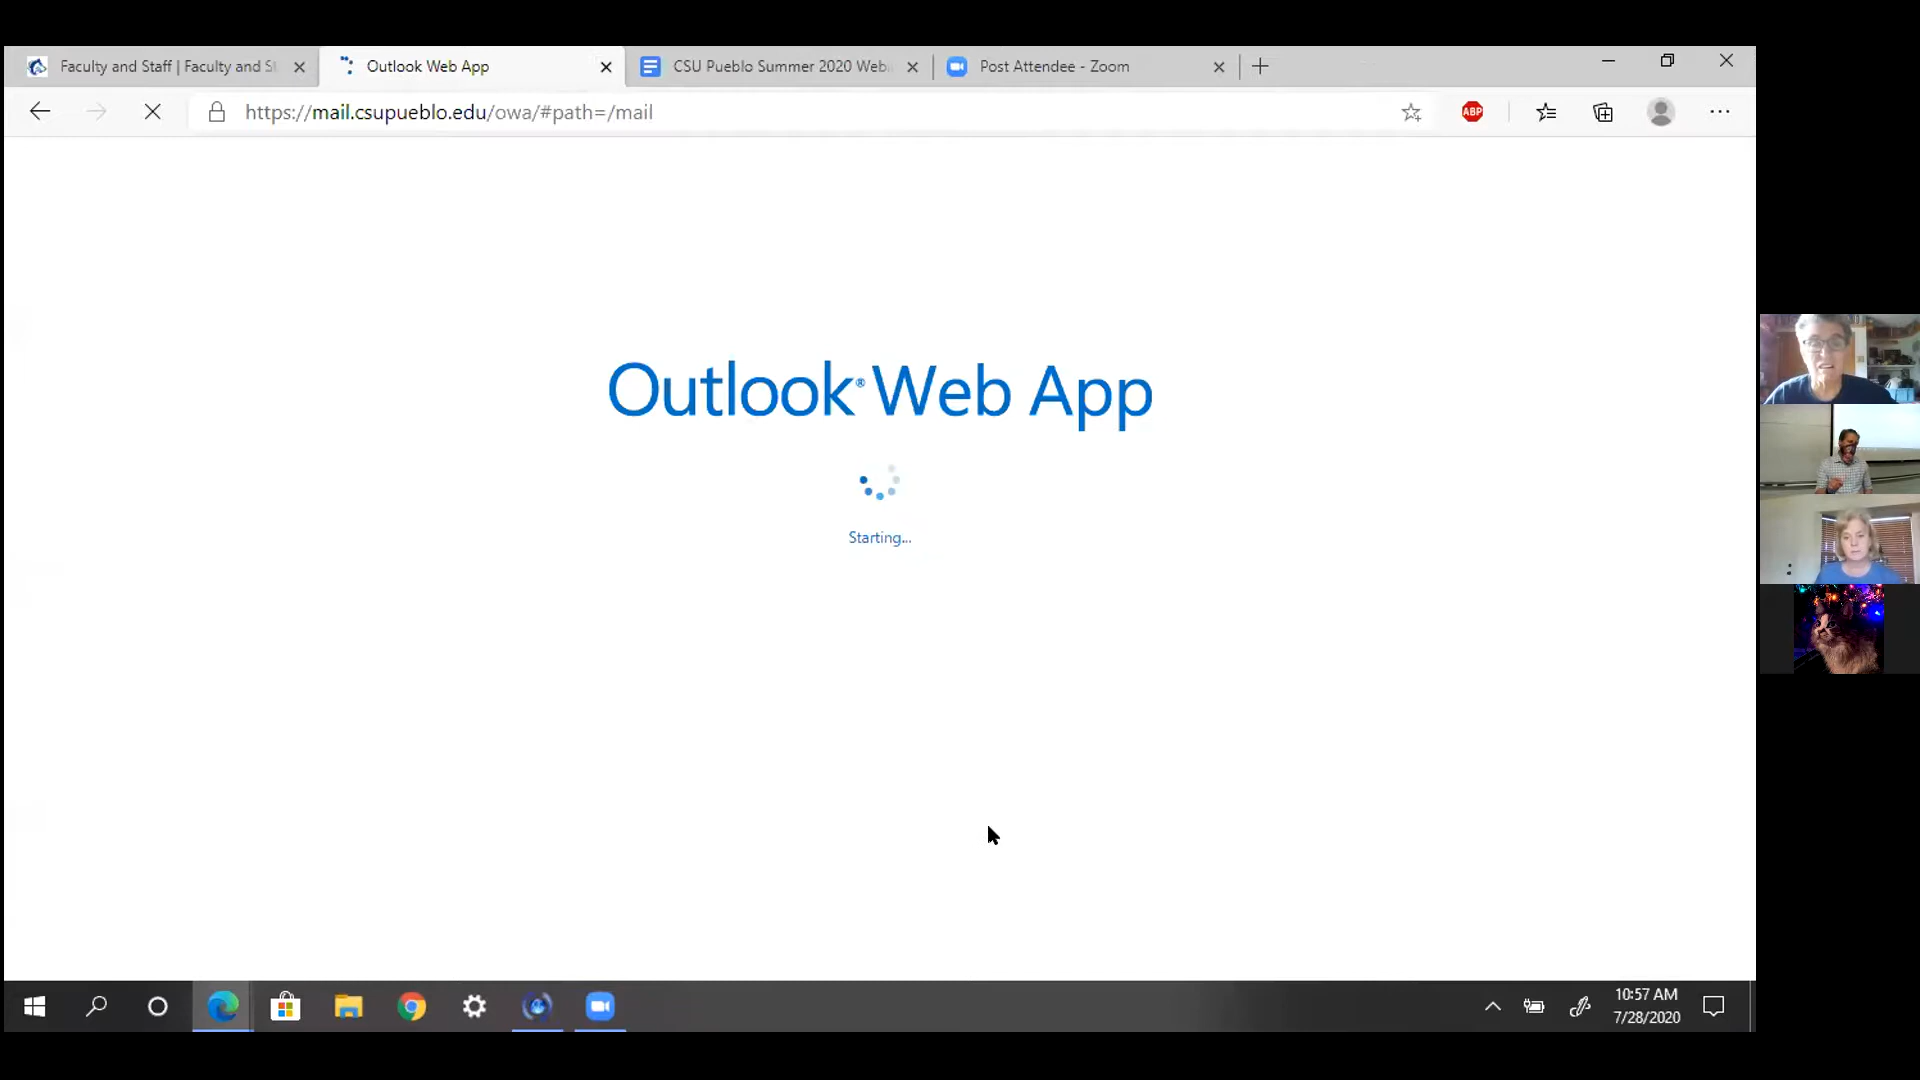 Faculty and Staff | Faculty and St
Outlook Web App
CSU Pueblo Summer 2020 Web
Post Attendee - Zoom
https://mail.csupueblo.edu/owa/#path=/mail
ABP
Outlook® Web App
Starting...
10:57 AM
7/28/2020